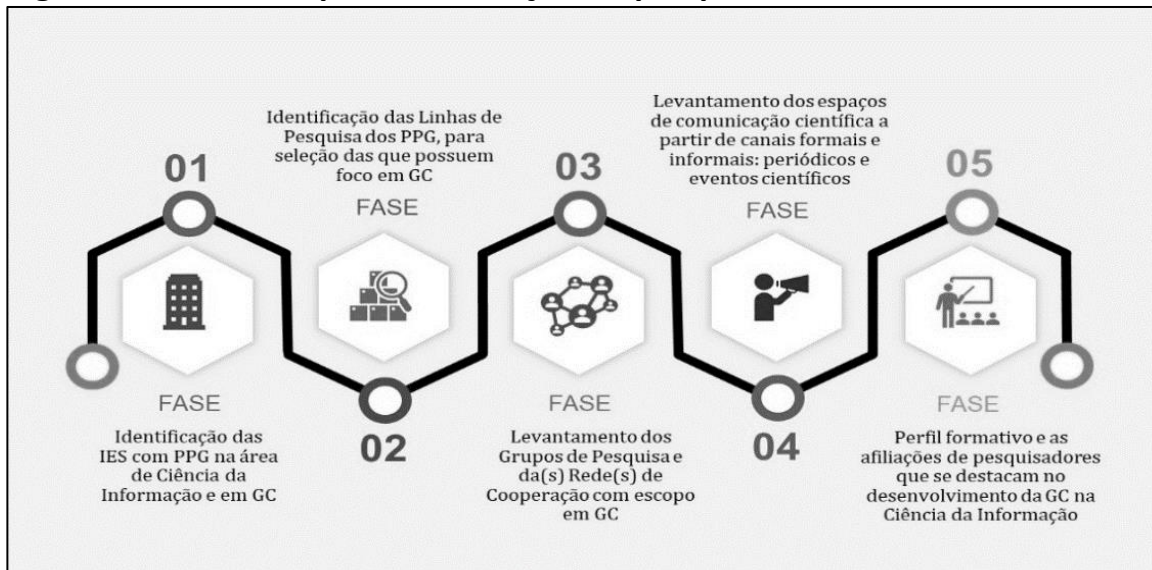 01
FASE
Identificação das
IES com PPG na área
de Ciência da
Informação e em GC
Identificação das Linhas de
Pesquisa dos PPG, para
seleção das que possuem
foco em GC
FASE
02
03
FASE
Levantamento dos
Grupos de Pesquisa e
da(s) Rede(s) de
Cooperação com escopo
em GC
Levantamento dos espaços
de comunicação científica a
partir de canais formais e
informais: periódicos e
eventos científicos
FASE
04
05
FASE
Perfil formativo e as
afiliações de pesquisadores
que se destacam no
desenvolvimento da GC na
Ciência da Informação